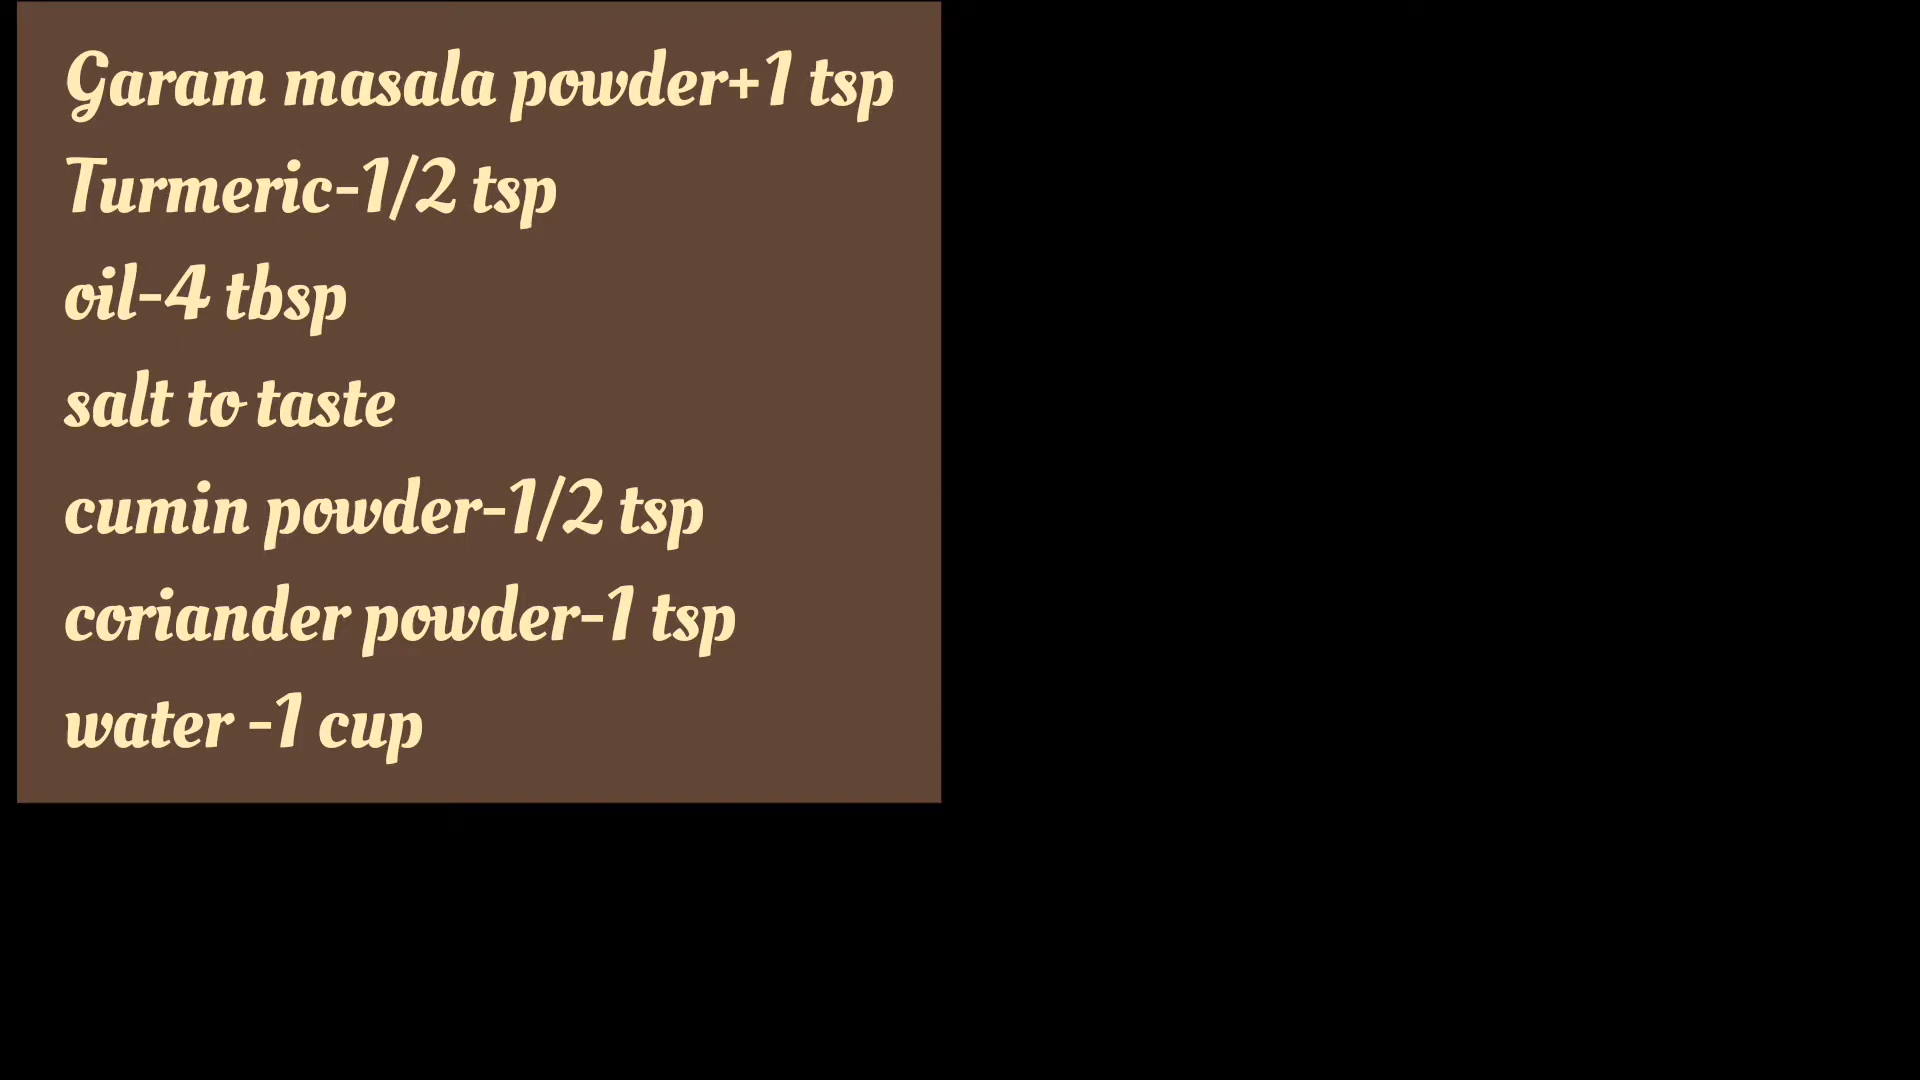 Garam masala powder+1 tsp
Turmeric-1/2 tsp
oil-4 tbsp
salt to taste
cumin powder-1/2 tsp
coriander powder-1 tsp
water -1 cup